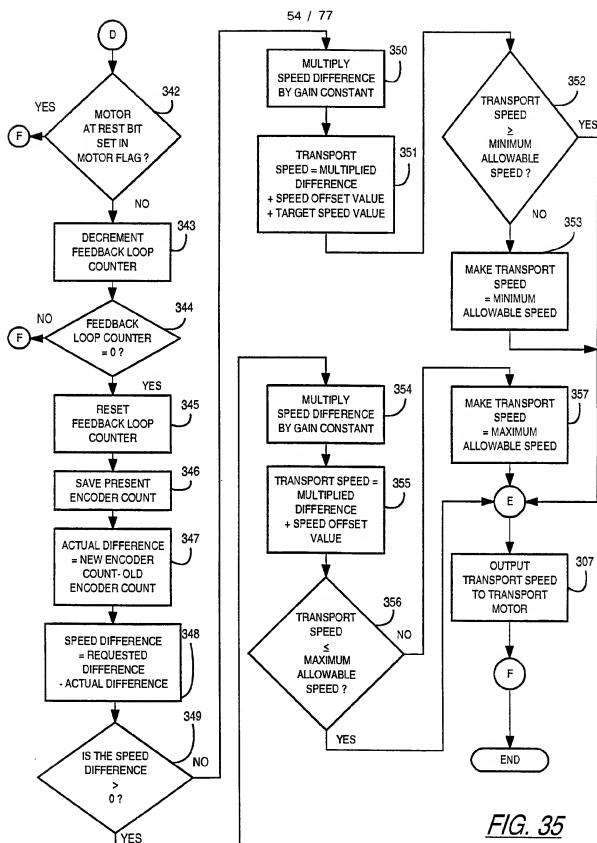 54 / 77
D
342
YES
MOTOR
AT REST BIT
SET IN
MOTOR FLAG ?
F
NO
343
DECREMENT
FEEDBACK LOOP
COUNTER
344
NO
FEEDBACK
LOOP COUNTER
= 0 ?
F
YES
345
RESET
FEEDBACK LOOP
COUNTER
346
SAVE PRESENT
ENCODER COUNT
347
ACTUAL DIFFERENCE
= NEW ENCODER
COUNT- OLD
ENCODER COUNT
348
SPEED DIFFERENCE
= REQUESTED
DIFFERENCE
- ACTUAL DIFFERENCE
349
IS THE SPEED
DIFFERENCE
>
0 ?
NO
YES
350
MULTIPLY
SPEED DIFFERENCE
BY GAIN CONSTANT
351
TRANSPORT
SPEED = MULTIPLIED
DIFFERENCE
+ SPEED OFFSET VALUE
+ TARGET SPEED VALUE
352
TRANSPORT
SPEED
≥
MINIMUM
ALLOWABLE
SPEED ?
YES
NO
353
MAKE TRANSPORT
SPEED
= MINIMUM
ALLOWABLE SPEED
354
MULTIPLY
SPEED DIFFERENCE
BY GAIN CONSTANT
355
TRANSPORT SPEED =
MULTIPLIED
DIFFERENCE
+ SPEED OFFSET
VALUE
356
TRANSPORT
SPEED
≤
MAXIMUM
ALLOWABLE
SPEED ?
NO
YES
357
MAKE TRANSPORT
SPEED
= MAXIMUM
ALLOWABLE SPEED
E
307
OUTPUT
TRANSPORT SPEED
TO TRANSPORT
MOTOR
F
END
FIG. 35